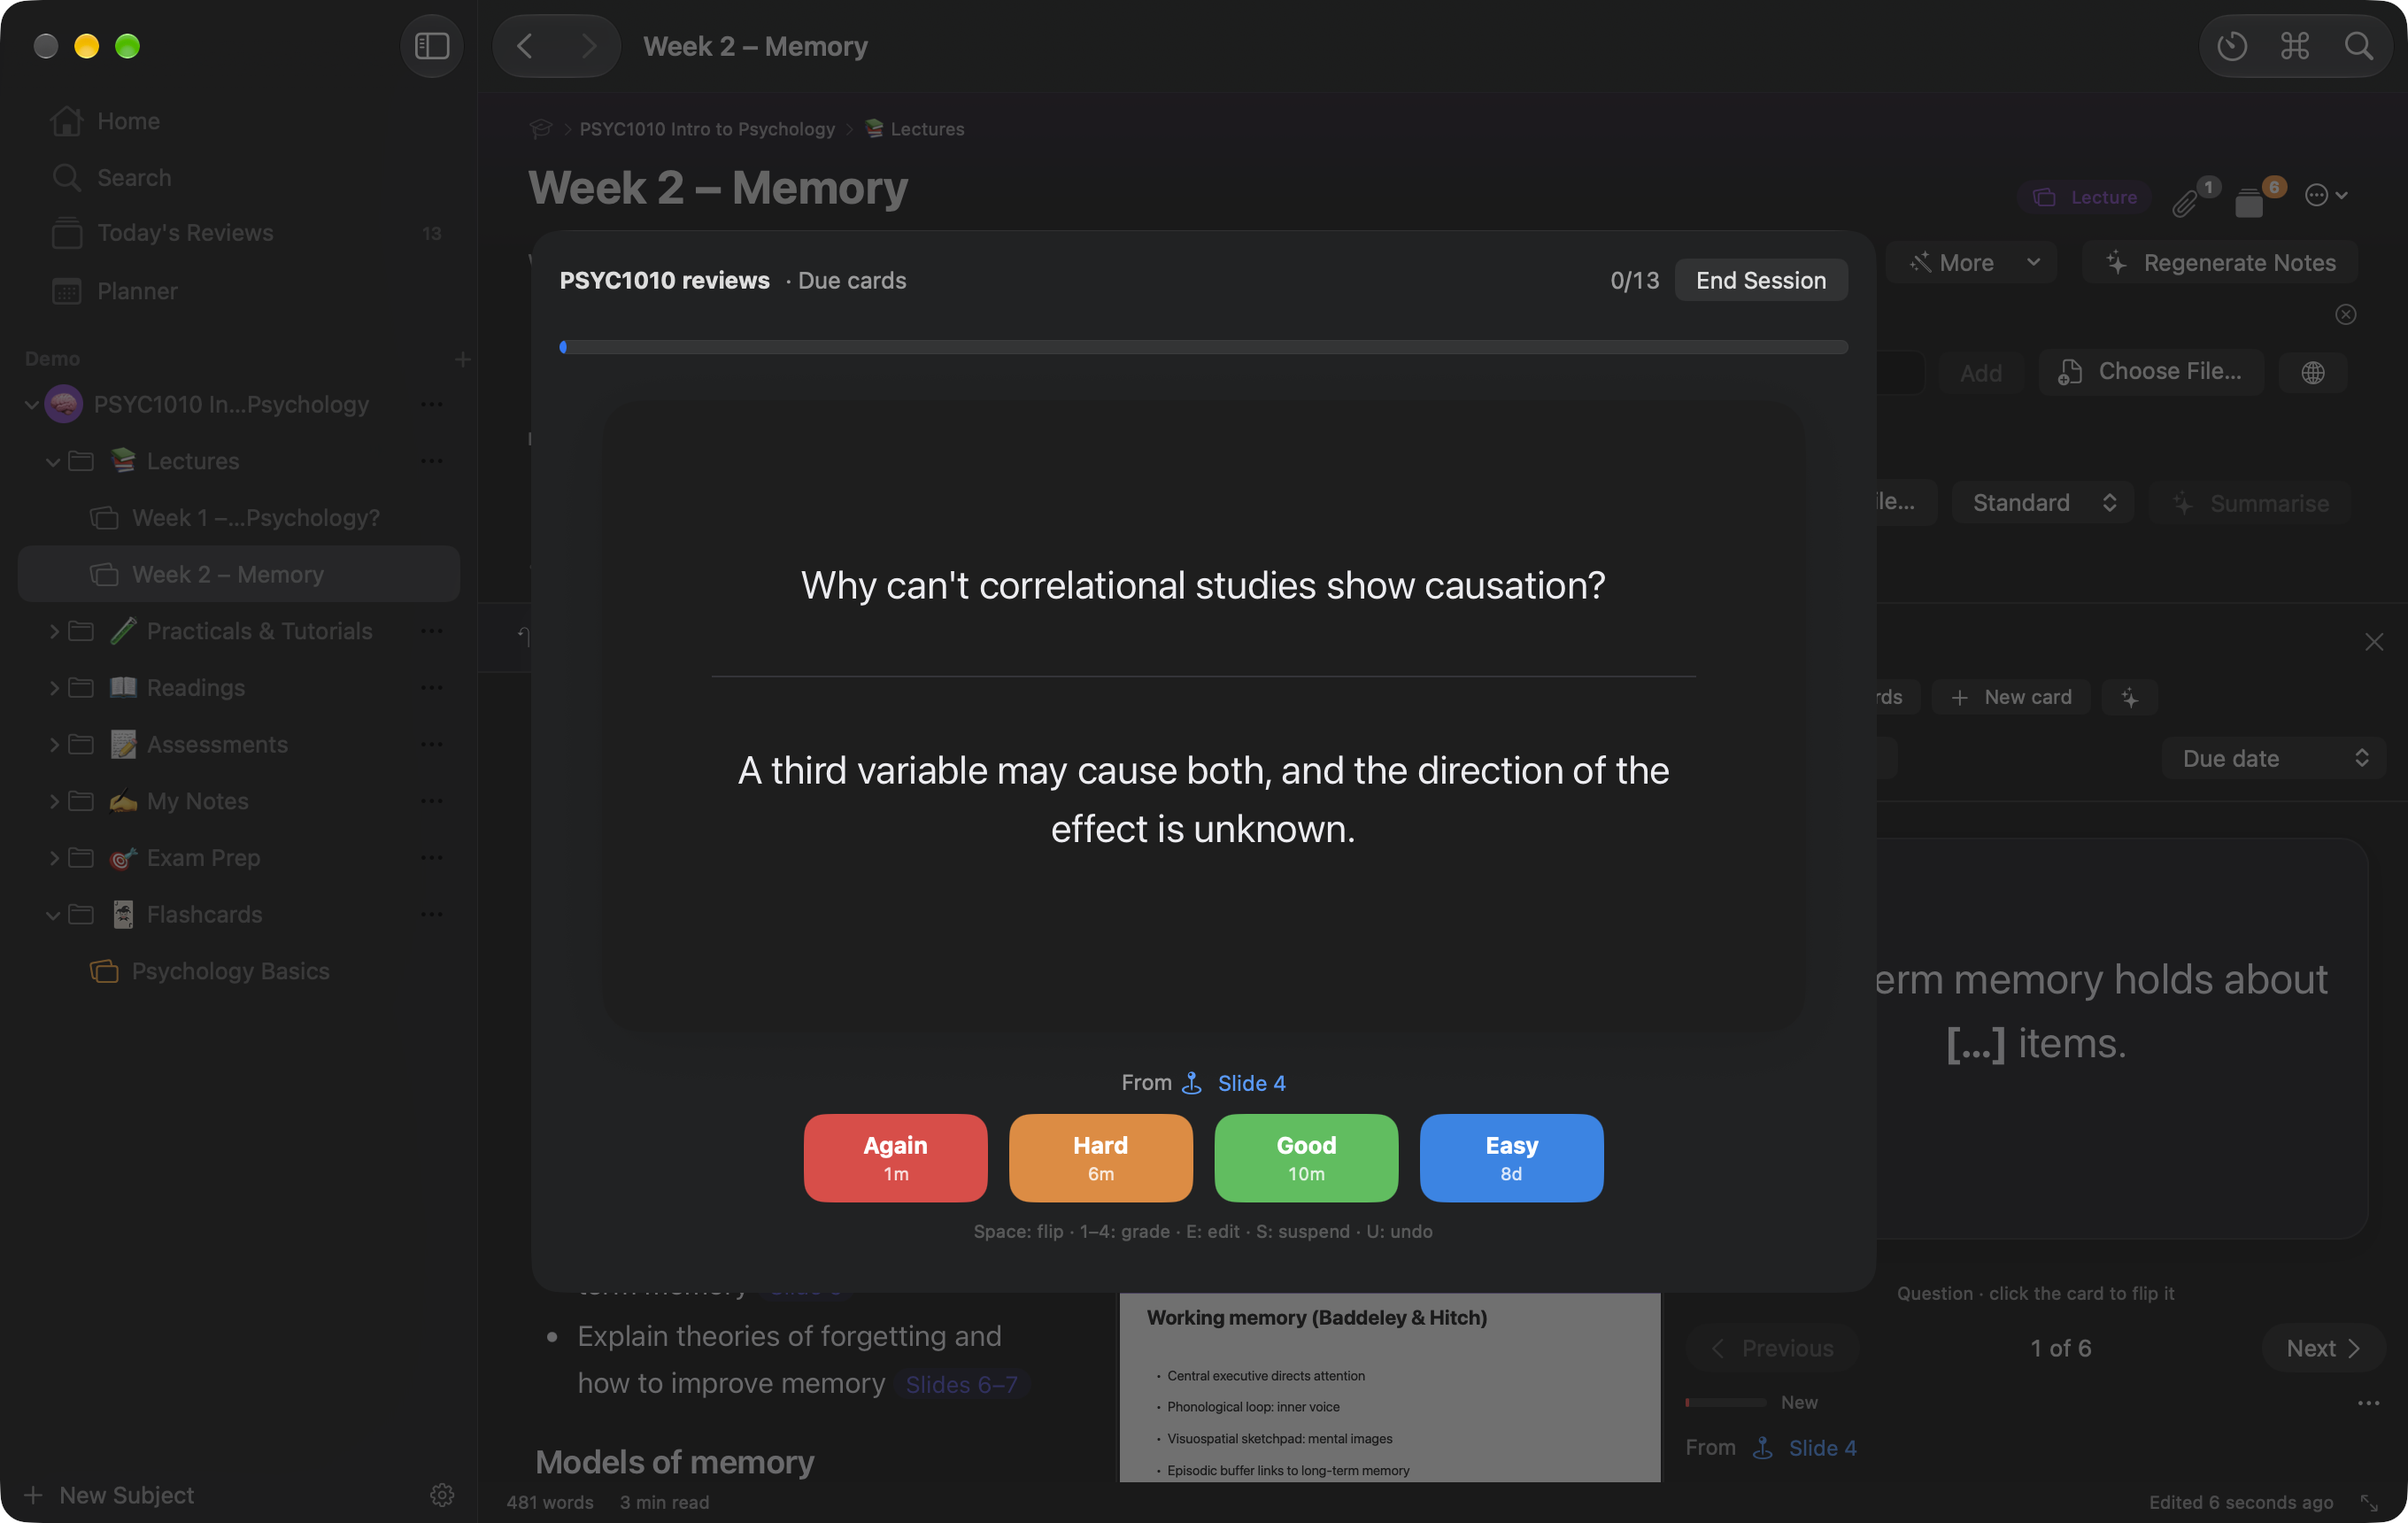 Week 2 – Memory
Home
Search
Today's Reviews 13
Planner
Demo
PSYC1010 In...Psychology
Lectures
Week 1 –...Psychology?
Week 2 – Memory
Practicals & Tutorials
Readings
Assessments
My Notes
Exam Prep
Flashcards
Psychology Basics
New Subject
PSYC1010 Intro to Psychology
Lectures
Week 2 – Memory
Lecture 1 6
More
Regenerate Notes
Add
Choose File...
Standard
Summarise
New card
Due date
PSYC1010 reviews · Due cards
0/13 End Session
Why can't correlational studies show causation?
A third variable may cause both, and the direction of the
effect is unknown.
From Slide 4
Again
1m
Hard
6m
Good
10m
Easy
8d
Space: flip · 1–4: grade · E: edit · S: suspend · U: undo
memory holds about
[...] items.
Question · click the card to flip it
Previous 1 of 6 Next
New
From Slide 4
Explain theories of forgetting and
how to improve memory Slides 6–7
Models of memory
Working memory (Baddeley & Hitch)
• Central executive directs attention
• Phonological loop: inner voice
• Visuospatial sketchpad: mental images
• Episodic buffer links to long-term memory
481 words 3 min read
Edited 6 seconds ago